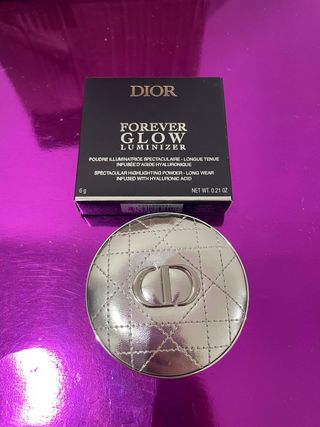 DIOR
FOREVER
GLOW
LUMINIZER
POUDRE ILLUMINATRICE SPECTACULAIRE - LONGUE TENUE
INFUSÉE D'ACIDE HYALURONIQUE
SPECTACULAR HIGHLIGHTING POWDER - LONG WEAR
INFUSED WITH HYALURONIC ACID
6 g
NET WT. 0.21 OZ
CD